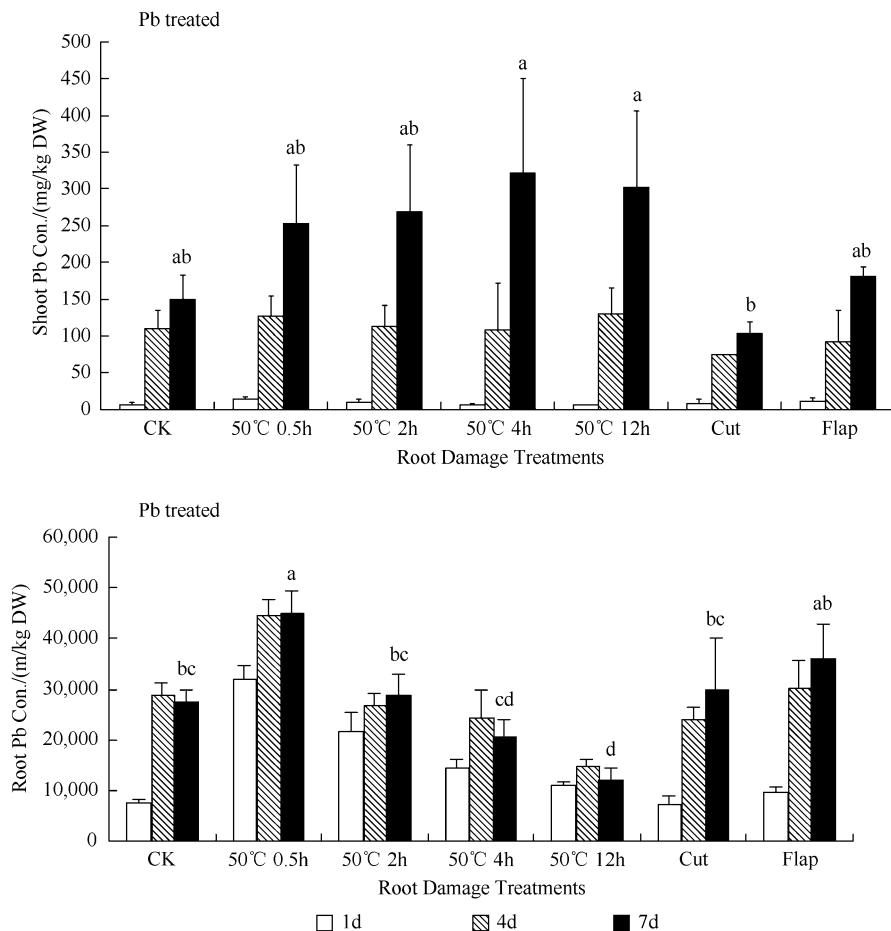 Pb treated
Shoot Pb Con./(mg/kg DW)
500
450
400
350
300
250
200
150
100
50
0
ab
ab
ab
a
a
b
ab
CK
50℃ 0.5h
50℃ 2h
50℃ 4h
50℃ 12h
Cut
Flap
Root Damage Treatments
Pb treated
Root Pb Con./(m/kg DW)
60,000
50,000
40,000
30,000
20,000
10,000
0
bc
a
bc
cd
d
bc
ab
CK
50℃ 0.5h
50℃ 2h
50℃ 4h
50℃ 12h
Cut
Flap
Root Damage Treatments
1d
4d
7d